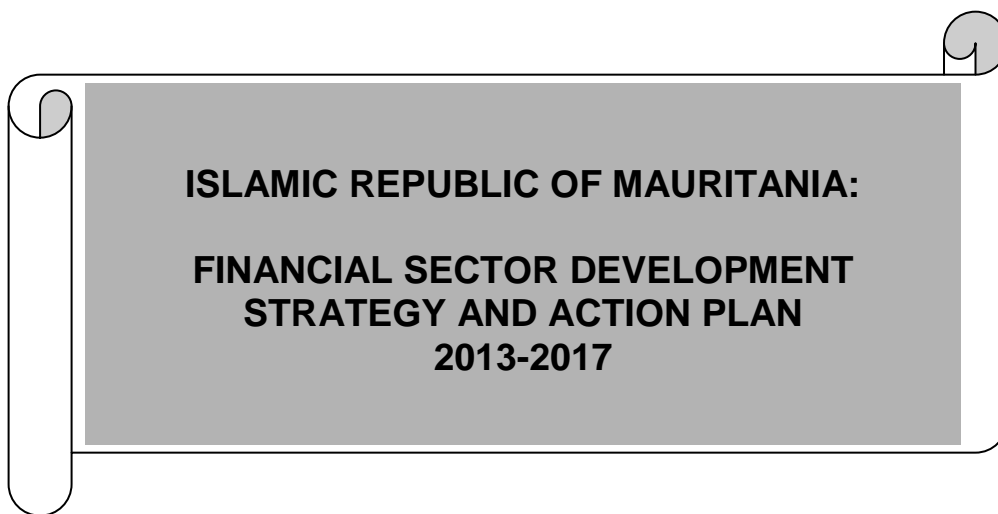 ISLAMIC REPUBLIC OF MAURITANIA:
FINANCIAL SECTOR DEVELOPMENT
STRATEGY AND ACTION PLAN
2013-2017